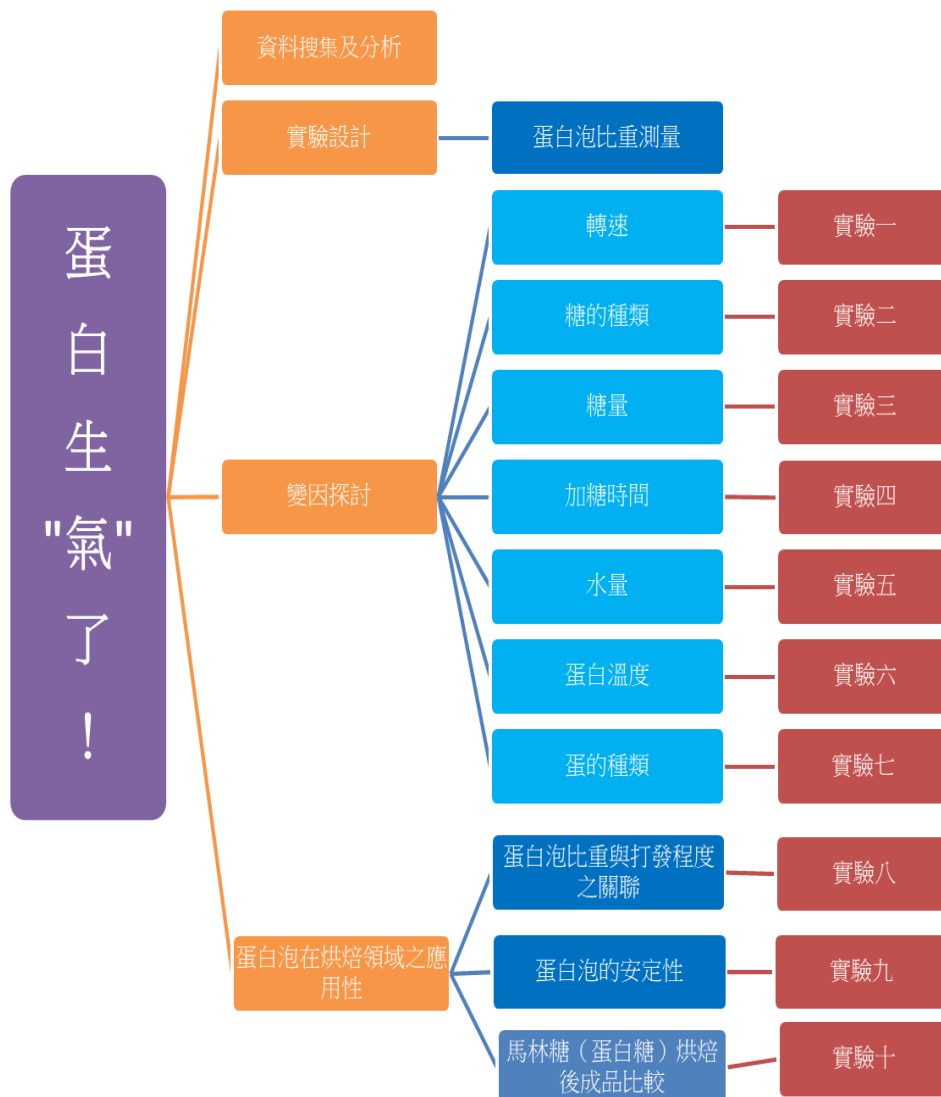 蛋
白
生
"氣"
了
!
資料搜集及分析
實驗設計
蛋白泡比重測量
變因探討
轉速
實驗一
糖的種類
實驗二
糖量
實驗三
加糖時間
實驗四
水量
實驗五
蛋白溫度
實驗六
蛋的種類
實驗七
蛋白泡在烘焙領域之應
用性
蛋白泡比重與打發程度
之關聯
實驗八
蛋白泡的安定性
實驗九
馬林糖（蛋白糖）烘焙
後成品比較
實驗十